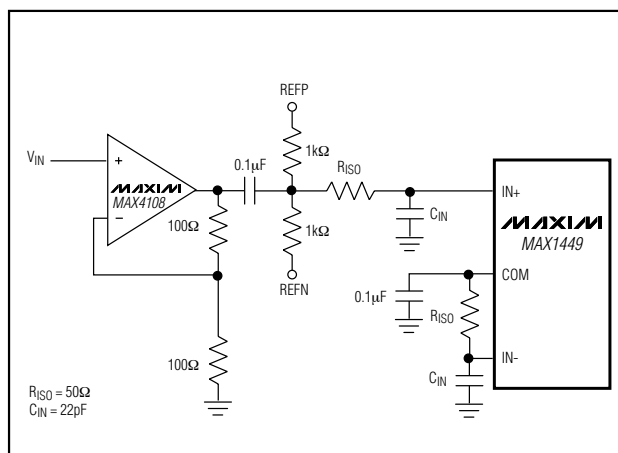 REFP
V_IN
+
MAXIM
MAX4108
−
0.1µF
1kΩ
R_ISO
100Ω
1kΩ
REFN
C_IN
IN+
MAXIM
MAX1449
COM
0.1µF
R_ISO
IN-
C_IN
100Ω
R_ISO = 50Ω
C_IN = 22pF